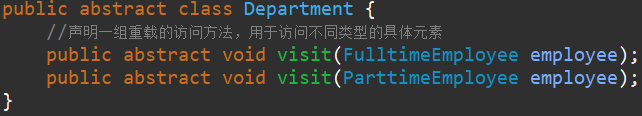 public abstract class Department {
//声明一组重载的访问方法，用于访问不同类型的具体元素
public abstract void visit(FulltimeEmployee employee);
public abstract void visit(ParttimeEmployee employee);
}